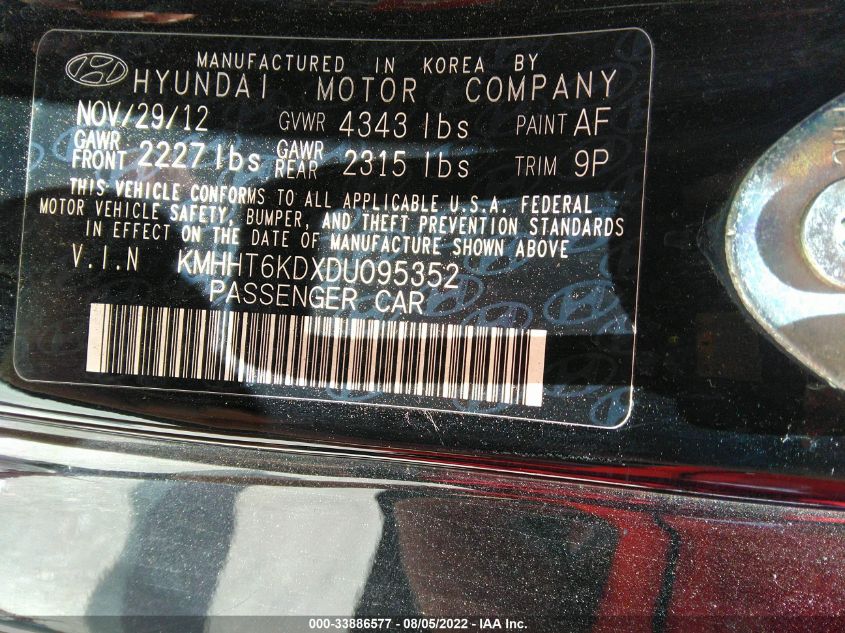 MANUFACTURED IN KOREA BY
HYUNDAI MOTOR COMPANY
NOV/29/12 GVWR 4343 lbs PAINT AF
GAWR FRONT 2227 lbs GAWR REAR 2315 lbs TRIM 9P
THIS VEHICLE CONFORMS TO ALL APPLICABLE U.S.A. FEDERAL
MOTOR VEHICLE SAFETY, BUMPER, AND THEFT PREVENTION STANDARDS
IN EFFECT ON THE DATE OF MANUFACTURE SHOWN ABOVE
V.I.N KMHHT6KDXDU095352
PASSENGER CAR
000-33886577 - 08/05/2022 - IAA Inc.